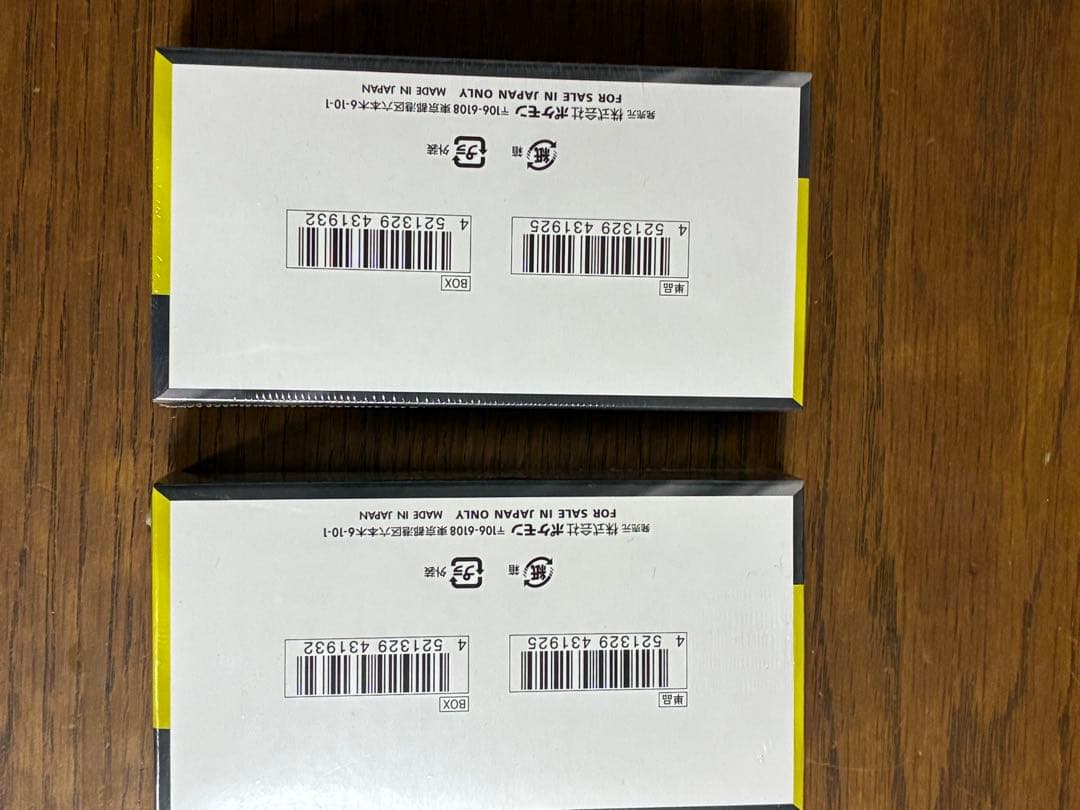 単品
BOX
4 521329 431925
4 521329 431932
紙 箱
プラ 外装
発売元 株式会社ポケモン 〒106-6108 東京都港区六本木6-10-1
FOR SALE IN JAPAN ONLY MADE IN JAPAN
単品
BOX
4 521329 431925
4 521329 431932
紙 箱
プラ 外装
発売元 株式会社ポケモン 〒106-6108 東京都港区六本木6-10-1
FOR SALE IN JAPAN ONLY MADE IN JAPAN